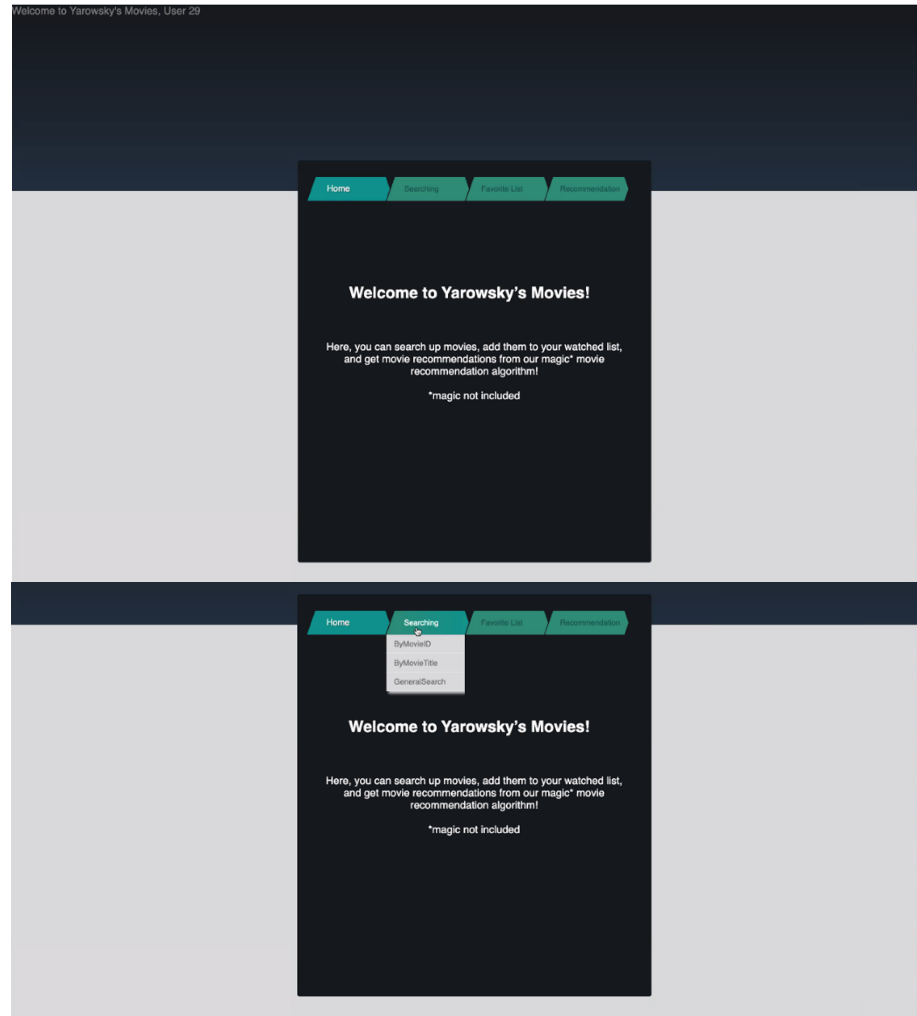 Welcome to Yarowsky's Movies, User 29
Home Searching Favorite List Recommendation
Welcome to Yarowsky's Movies!
Here, you can search up movies, add them to your watched list,
and get movie recommendations from our magic* movie
recommendation algorithm!
*magic not included
Home Searching Favorite List Recommendation
ByMovieID
ByMovieTitle
GeneralSearch
Welcome to Yarowsky's Movies!
Here, you can search up movies, add them to your watched list,
and get movie recommendations from our magic* movie
recommendation algorithm!
*magic not included